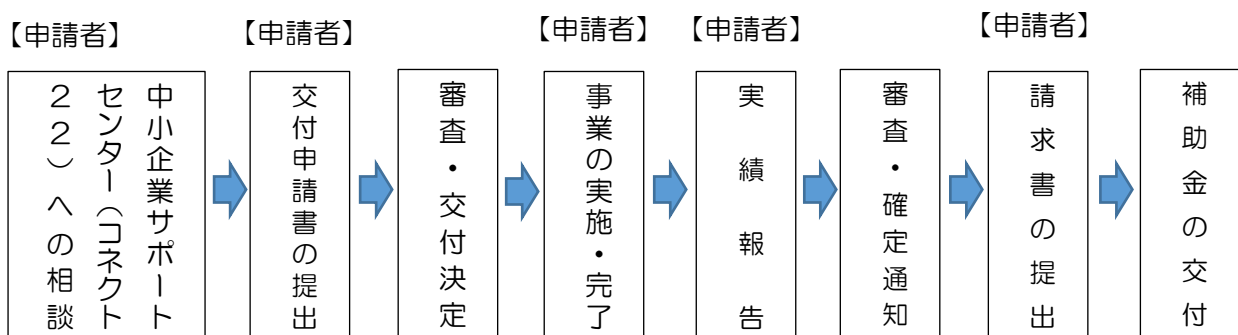 【申請者】
中小企業サポート
センター（コネクト
２２）への相談
【申請者】
交付申請書の提出
審査・交付決定
【申請者】
事業の実施・完了
【申請者】
実績報告
審査・確定通知
【申請者】
請求書の提出
補助金の交付